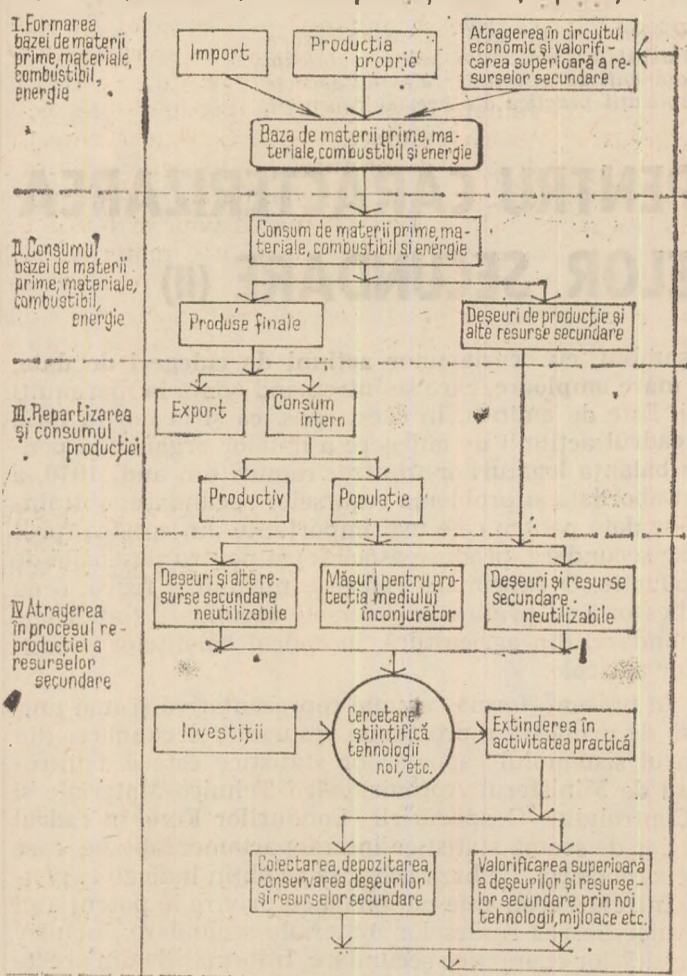 I.Formarea
bazei de materii
prime, materiale,
combustibil,
energie
Import
Producția
proprie
Atragerea în circuitul
economic și valorifi-
carea superioară a re-
surselor secundare
Baza de materii prime, ma-
teriale, combustibil și energie
II.Consumul
bazei de materii
prime, materiale,
combustibil,
energie
Consum de materii prime, ma-
teriale, combustibil și energie
Produse finale
Deșeuri de producție și
alte resurse secundare
III.Repartizarea
și consumul
producției
Export
Consum
intern
Productiv
Populație
IV Atragerea
în procesul re-
producției a
resurselor
secundare
Deșeuri și alte re-
surse secundare
neutilizabile
Măsuri pentru pro-
tecția mediului
înconjurător
Deșeuri și resurse
secundare
neutilizabile
Investiții
Cercetare
științifică
tehnologii
noi, etc.
Extinderea în
activitatea practică
Colectarea, depozitarea,
conservarea deșeurilor
și resurselor secundare
Valorificarea superioară
a deșeurilor și resurse-
lor secundare prin noi
tehnologii, mijloace etc.